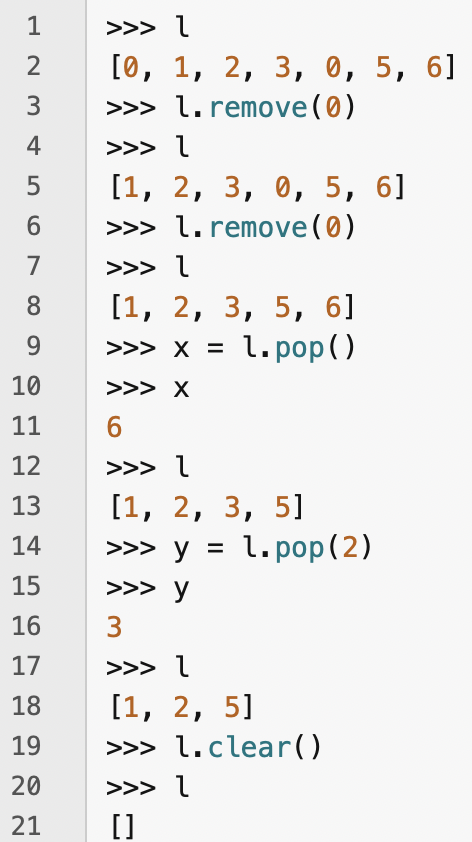 1 >>> l
2 [0, 1, 2, 3, 0, 5, 6]
3 >>> l.remove(0)
4 >>> l
5 [1, 2, 3, 0, 5, 6]
6 >>> l.remove(0)
7 >>> l
8 [1, 2, 3, 5, 6]
9 >>> x = l.pop()
10 >>> x
11 6
12 >>> l
13 [1, 2, 3, 5]
14 >>> y = l.pop(2)
15 >>> y
16 3
17 >>> l
18 [1, 2, 5]
19 >>> l.clear()
20 >>> l
21 []